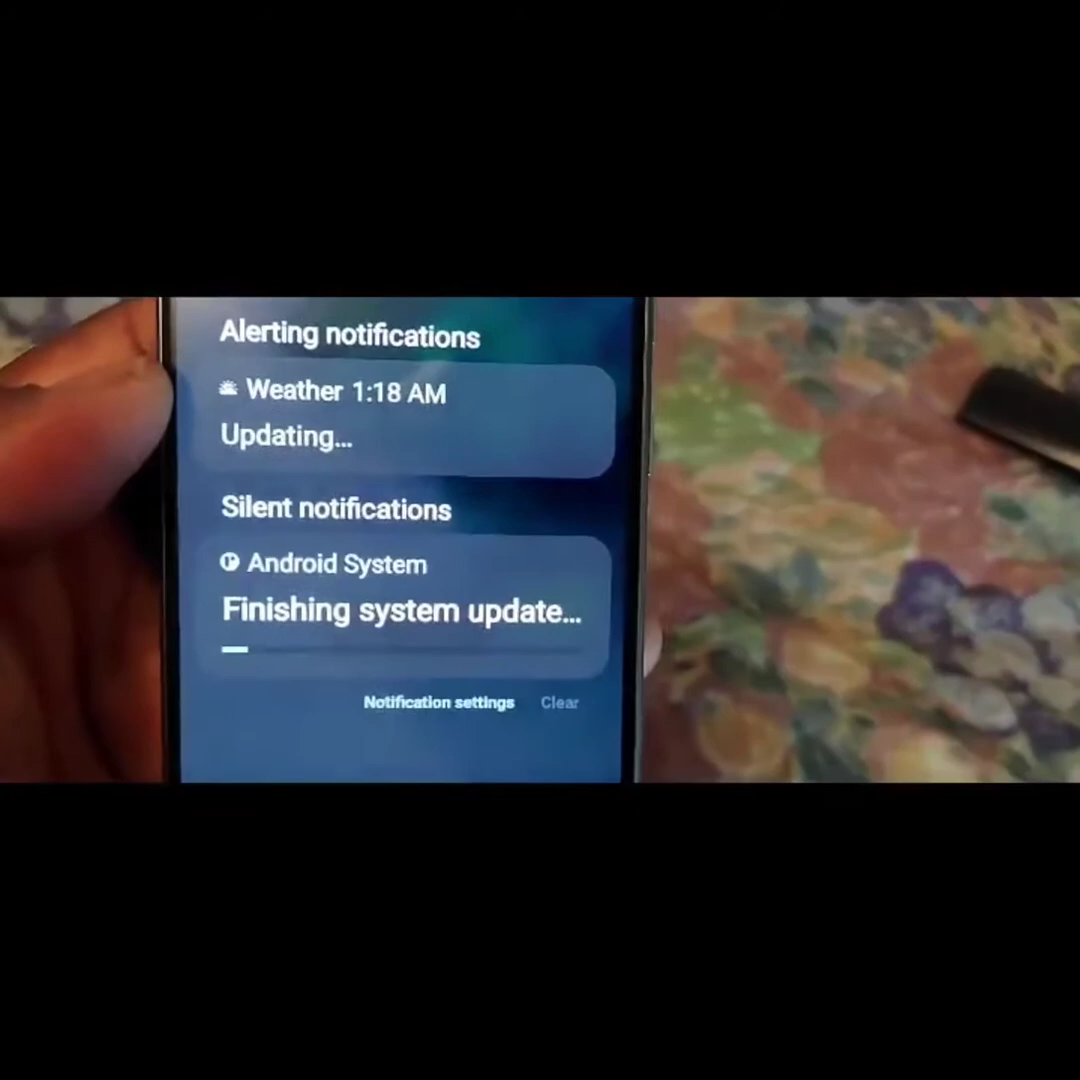 Alerting notifications
Weather 1:18 AM
Updating...
Silent notifications
Android System
Finishing system update...
Notification settings Clear